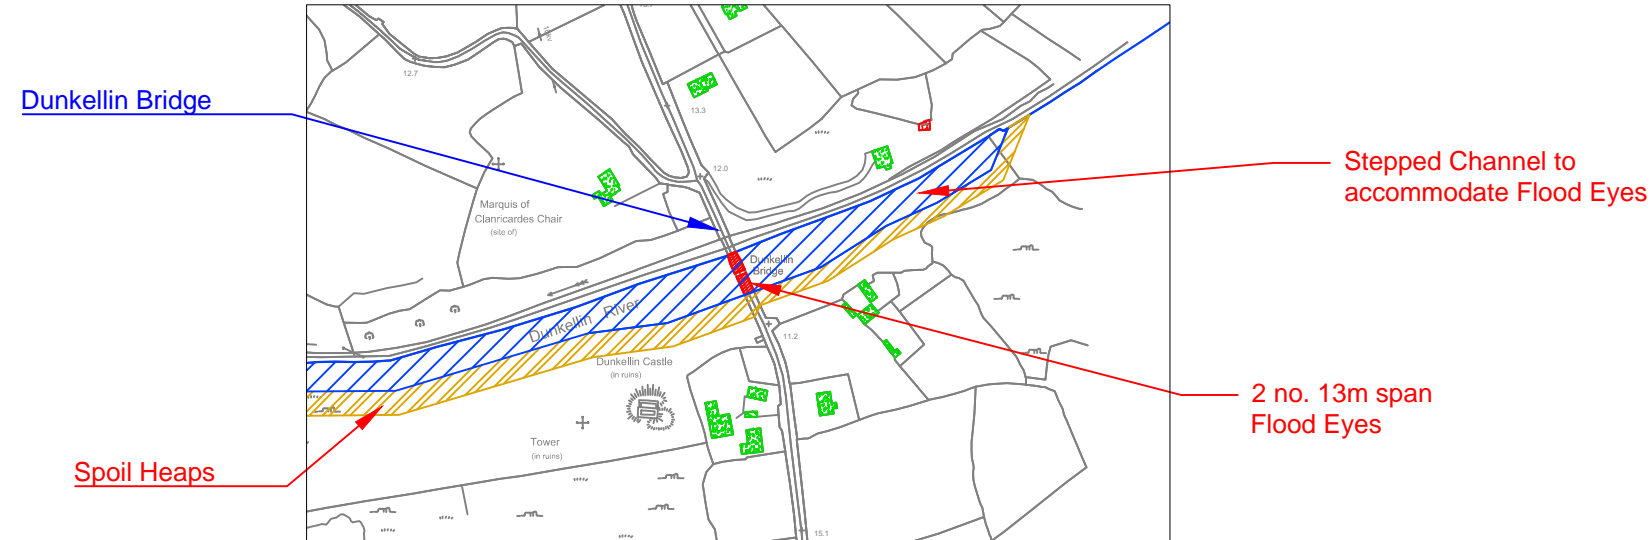 12.7
13.3
Dunkellin Bridge
12.0
Stepped Channel to
accommodate Flood Eyes
Marquis of
Clanricardes Chair
(site of)
Dunkellin
Bridge
Dunkellin River
11.2
Dunkellin Castle
(in ruins)
2 no. 13m span
Flood Eyes
Tower
(in ruins)
Spoil Heaps
15.1